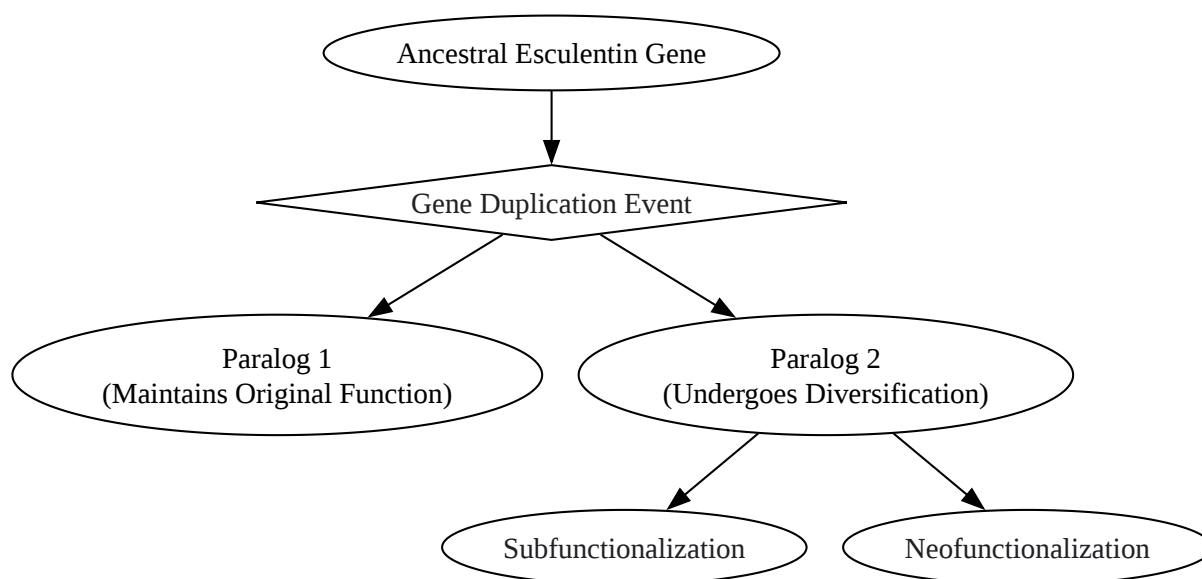 Ancestral Esculentin Gene
Gene Duplication Event
Paralog 1
(Maintains Original Function)
Paralog 2
(Undergoes Diversification)
Subfunctionalization
Neofunctionalization